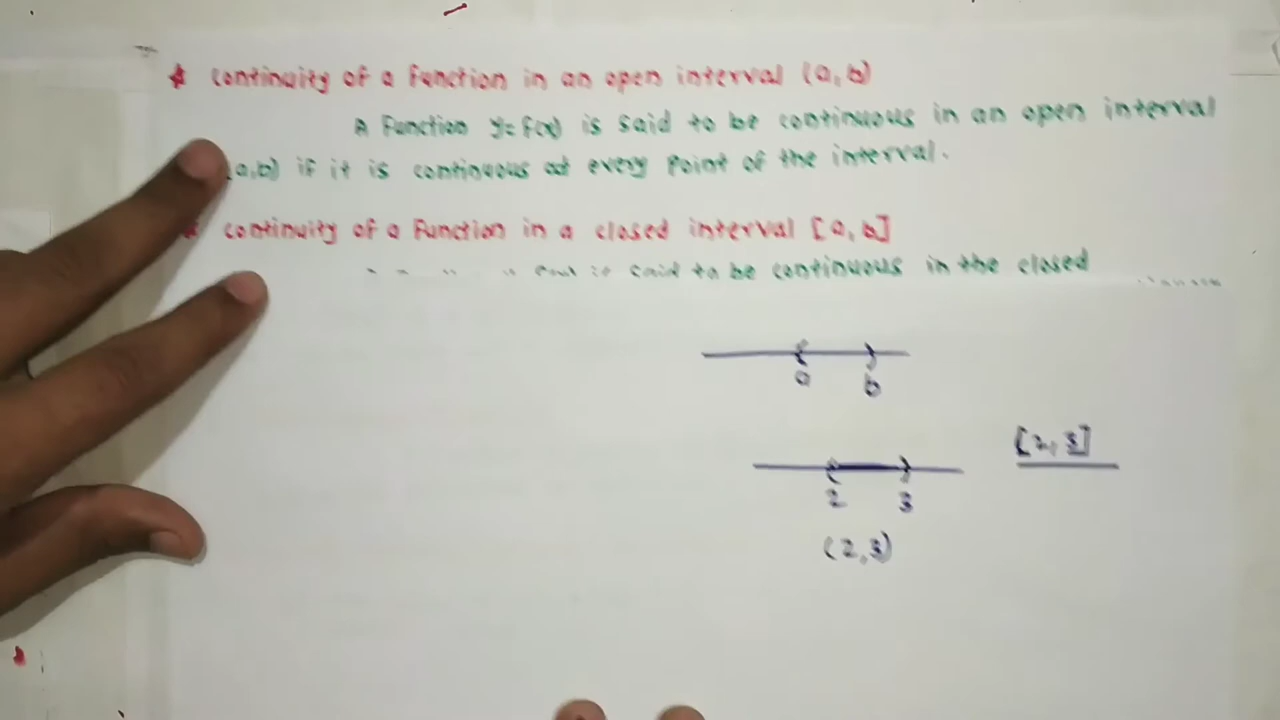 * continuity of a function in an open interval (a,b)
A Function y=f(x) is said to be continuous in an open interval
a,b) if it is continuous at every point of the interval.
continuity of a Function in a closed interval [a,b]
said to be continuous in the closed
a b
[2,3]
2 3
(2,3)